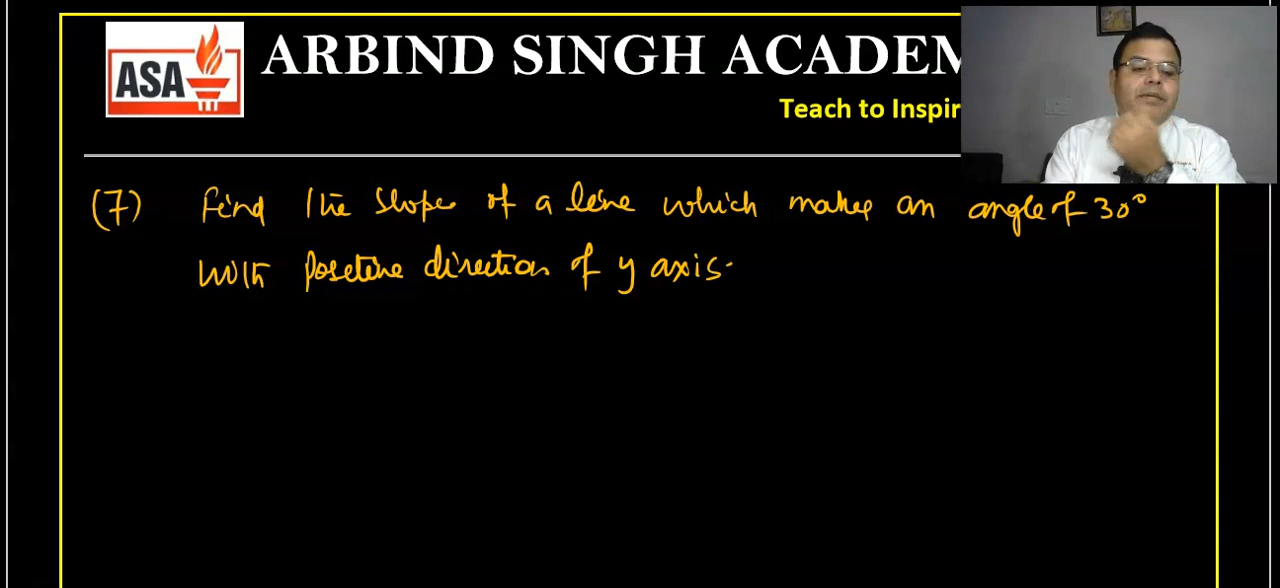 ASA
ARBIND SINGH ACADEM
Teach to Inspir
(7) Find the slope of a line which makes an angle of 30°
with positive direction of y axis.